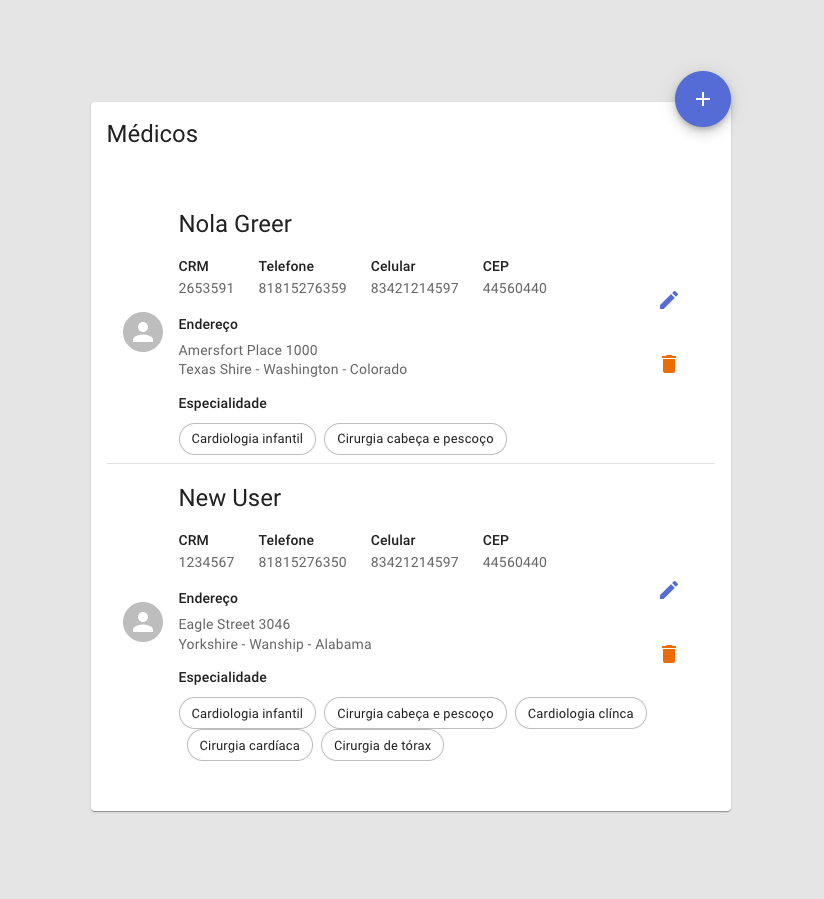 Médicos
Nola Greer
CRM Telefone Celular CEP
2653591 81815276359 83421214597 44560440
Endereço
Amersfort Place 1000
Texas Shire - Washington - Colorado
Especialidade
Cardiologia infantil Cirurgia cabeça e pescoço
New User
CRM Telefone Celular CEP
1234567 81815276350 83421214597 44560440
Endereço
Eagle Street 3046
Yorkshire - Wanship - Alabama
Especialidade
Cardiologia infantil Cirurgia cabeça e pescoço Cardiologia clínca
Cirurgia cardíaca Cirurgia de tórax